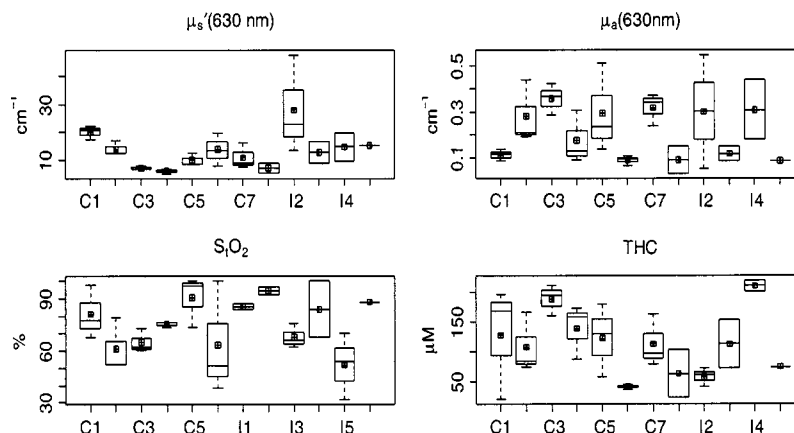 μs′(630 nm)
μa(630nm)
cm⁻¹
10
30
C1 C3 C5 C7 I2 I4
cm⁻¹
0.1
0.3
0.5
C1 C3 C5 C7 I2 I4
StO2
THC
%
30
60
90
C1 C3 C5 I1 I3 I5
μM
50
150
C1 C3 C5 C7 I2 I4